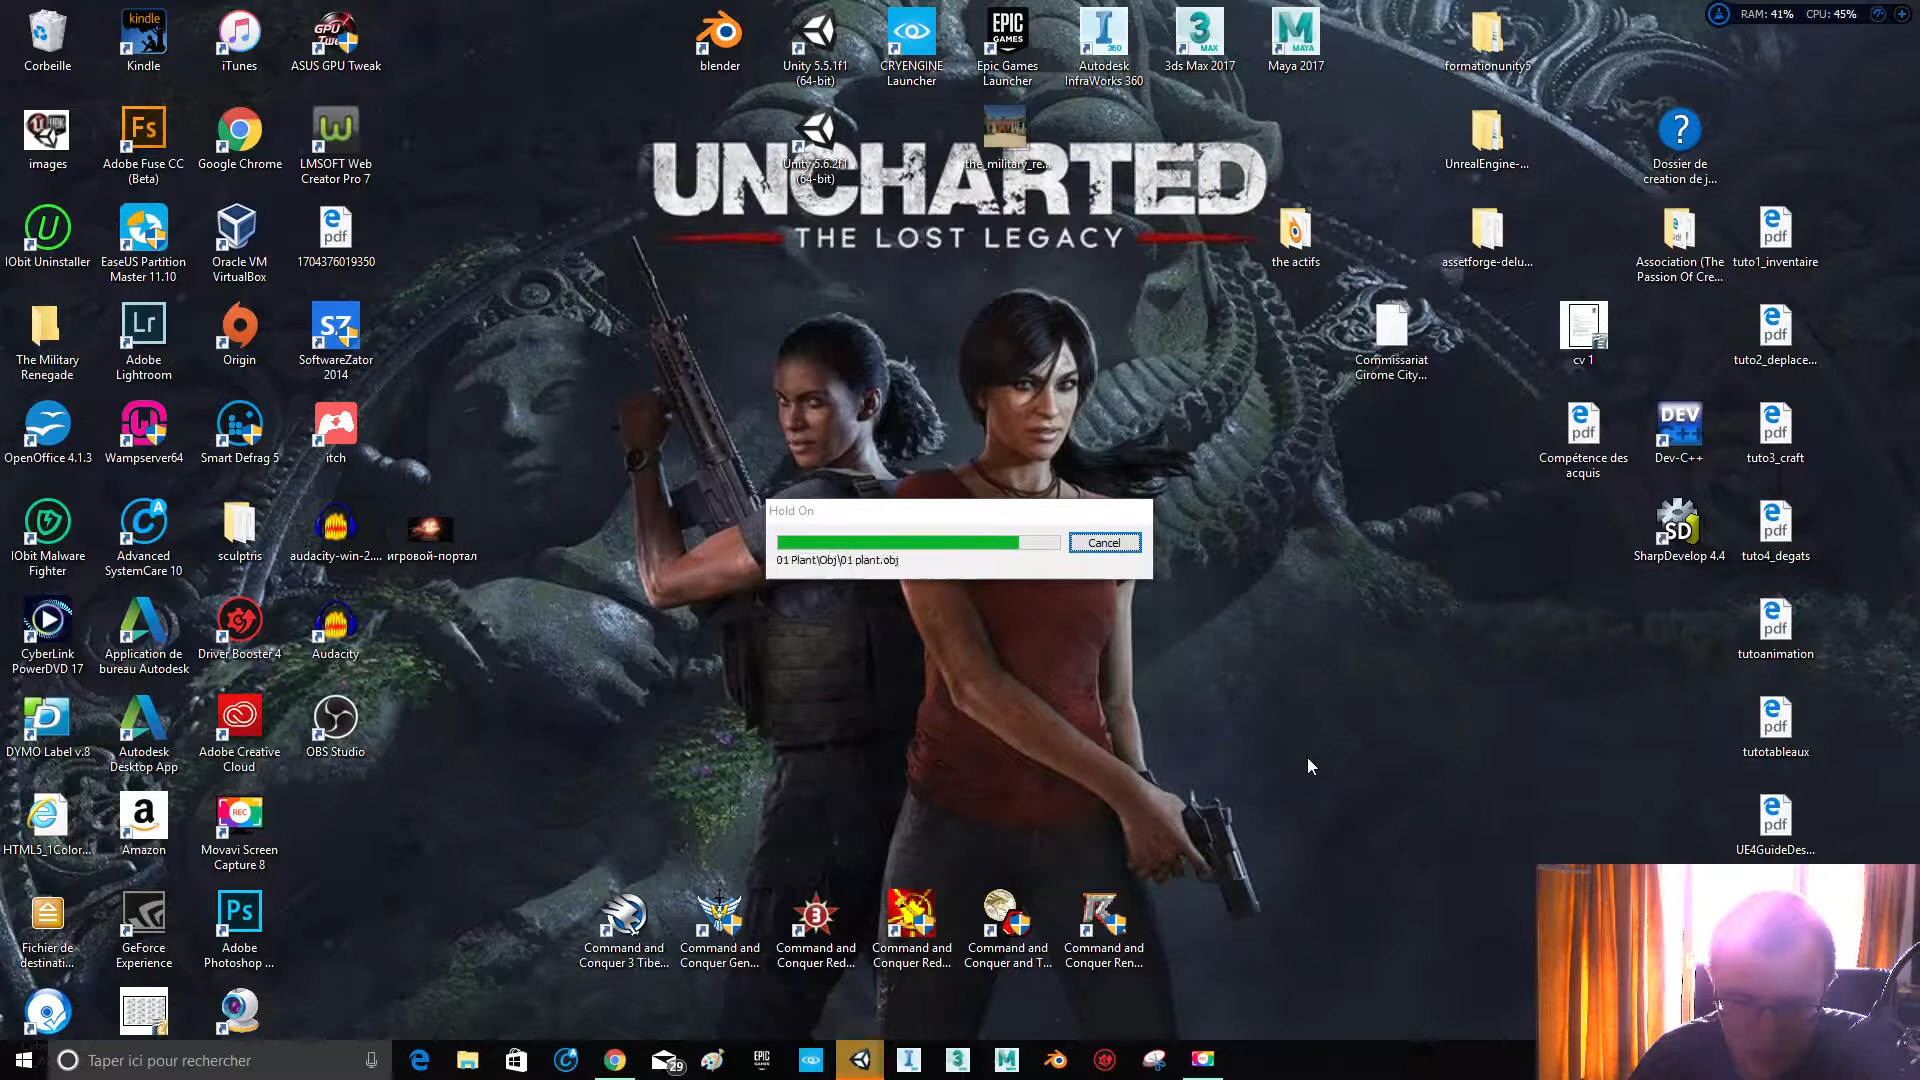 Corbeille
Kindle
iTunes
ASUS GPU Tweak
blender
Unity 5.5.1f1
(64-bit)
CRYENGINE
Launcher
Epic Games
Launcher
Autodesk
InfraWorks 360
3ds Max 2017
Maya 2017
formationunity5
RAM: 41%
CPU: 45%
images
Adobe Fuse CC
(Beta)
Google Chrome
LMSOFT Web
Creator Pro 7
Unity 5.6.2f1
(64-bit)
the_military_re...
UnrealEngine-...
Dossier de
creation de j...
UNCHARTED
THE LOST LEGACY
IObit Uninstaller
EaseUS Partition
Master 11.10
Oracle VM
VirtualBox
1704376019350
the actifs
assetforge-delu...
Association (The
Passion Of Cre...
tuto1_inventaire
The Military
Renegade
Adobe
Lightroom
Origin
SoftwareZator
2014
Commissariat
Cirome City...
cv 1
tuto2_deplace...
OpenOffice 4.1.3
Wampserver64
Smart Defrag 5
itch
Compétence des
acquis
Dev-C++
tuto3_craft
Hold On
Cancel
01 Plant\Obj\01 plant.obj
IObit Malware
Fighter
Advanced
SystemCare 10
sculptris
audacity-win-2....
игровой-портал
SharpDevelop 4.4
tuto4_degats
CyberLink
PowerDVD 17
Application de
bureau Autodesk
Driver Booster 4
Audacity
tutoanimation
DYMO Label v.8
Autodesk
Desktop App
Adobe Creative
Cloud
OBS Studio
tutotableaux
HTML5_1Color...
Amazon
Movavi Screen
Capture 8
UE4GuideDes...
Fichier de
destinati...
GeForce
Experience
Adobe
Photoshop ...
Command and
Conquer 3 Tibe...
Command and
Conquer Gen...
Command and
Conquer Red...
Command and
Conquer Red...
Command and
Conquer and T...
Command and
Conquer Ren...
Taper ici pour rechercher
29